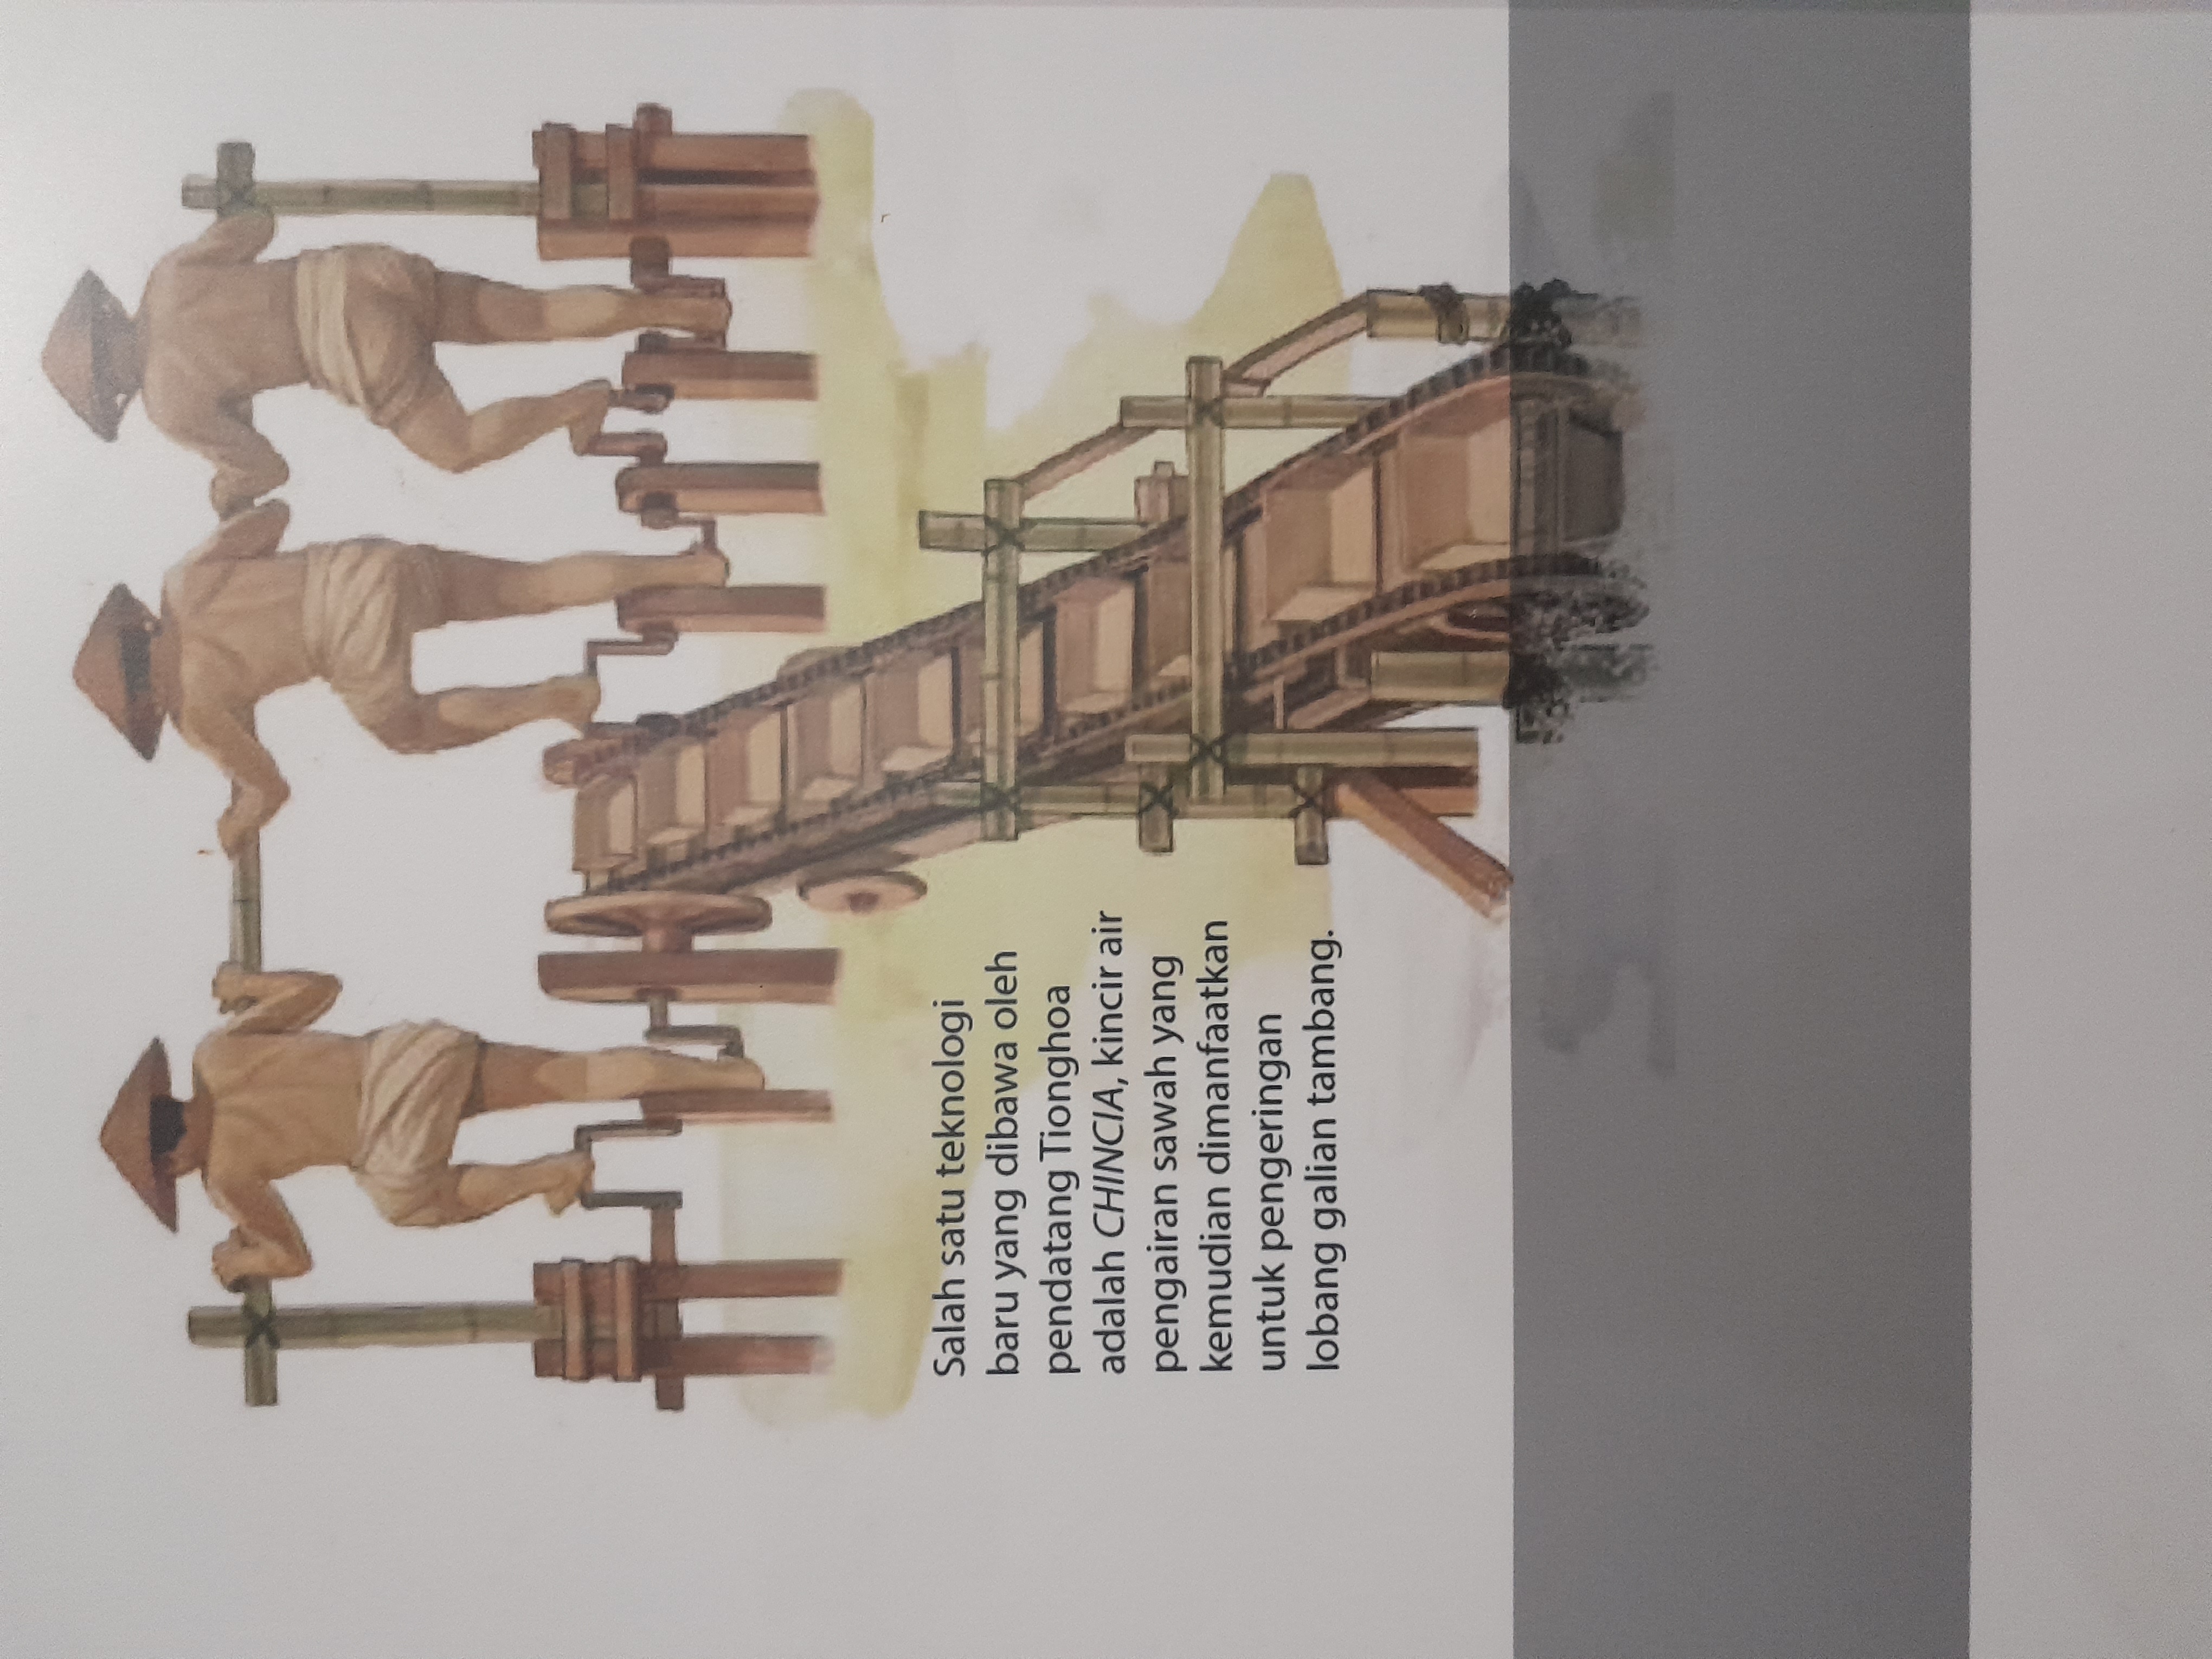 Salah satu teknologi
baru yang dibawa oleh
pendatang Tionghoa
adalah CHINCIA, kincir air
pengairan sawah yang
kemudian dimanfaatkan
untuk pengeringan
lobang galian tambang.